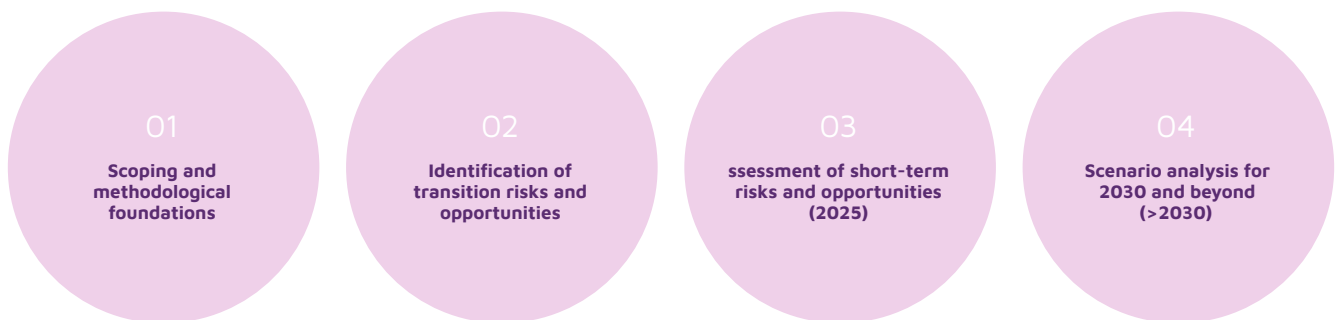 01
Scoping and
methodological
foundations
02
Identification of
transition risks and
opportunities
03
ssessment of short-term
risks and opportunities
(2025)
04
Scenario analysis for
2030 and beyond
(>2030)